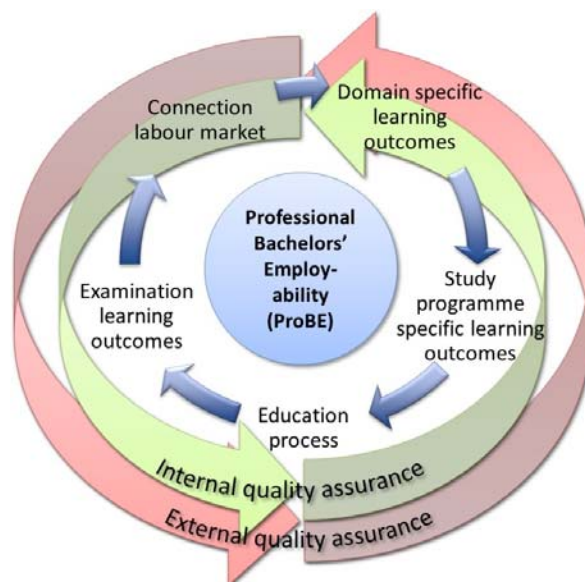 Connection
labour market
Domain specific
learning
outcomes
Professional
Bachelors’
Employ-
ability
(ProBE)
Examination
learning
outcomes
Study
programme
specific learning
outcomes
Education
process
Internal quality assurance
External quality assurance